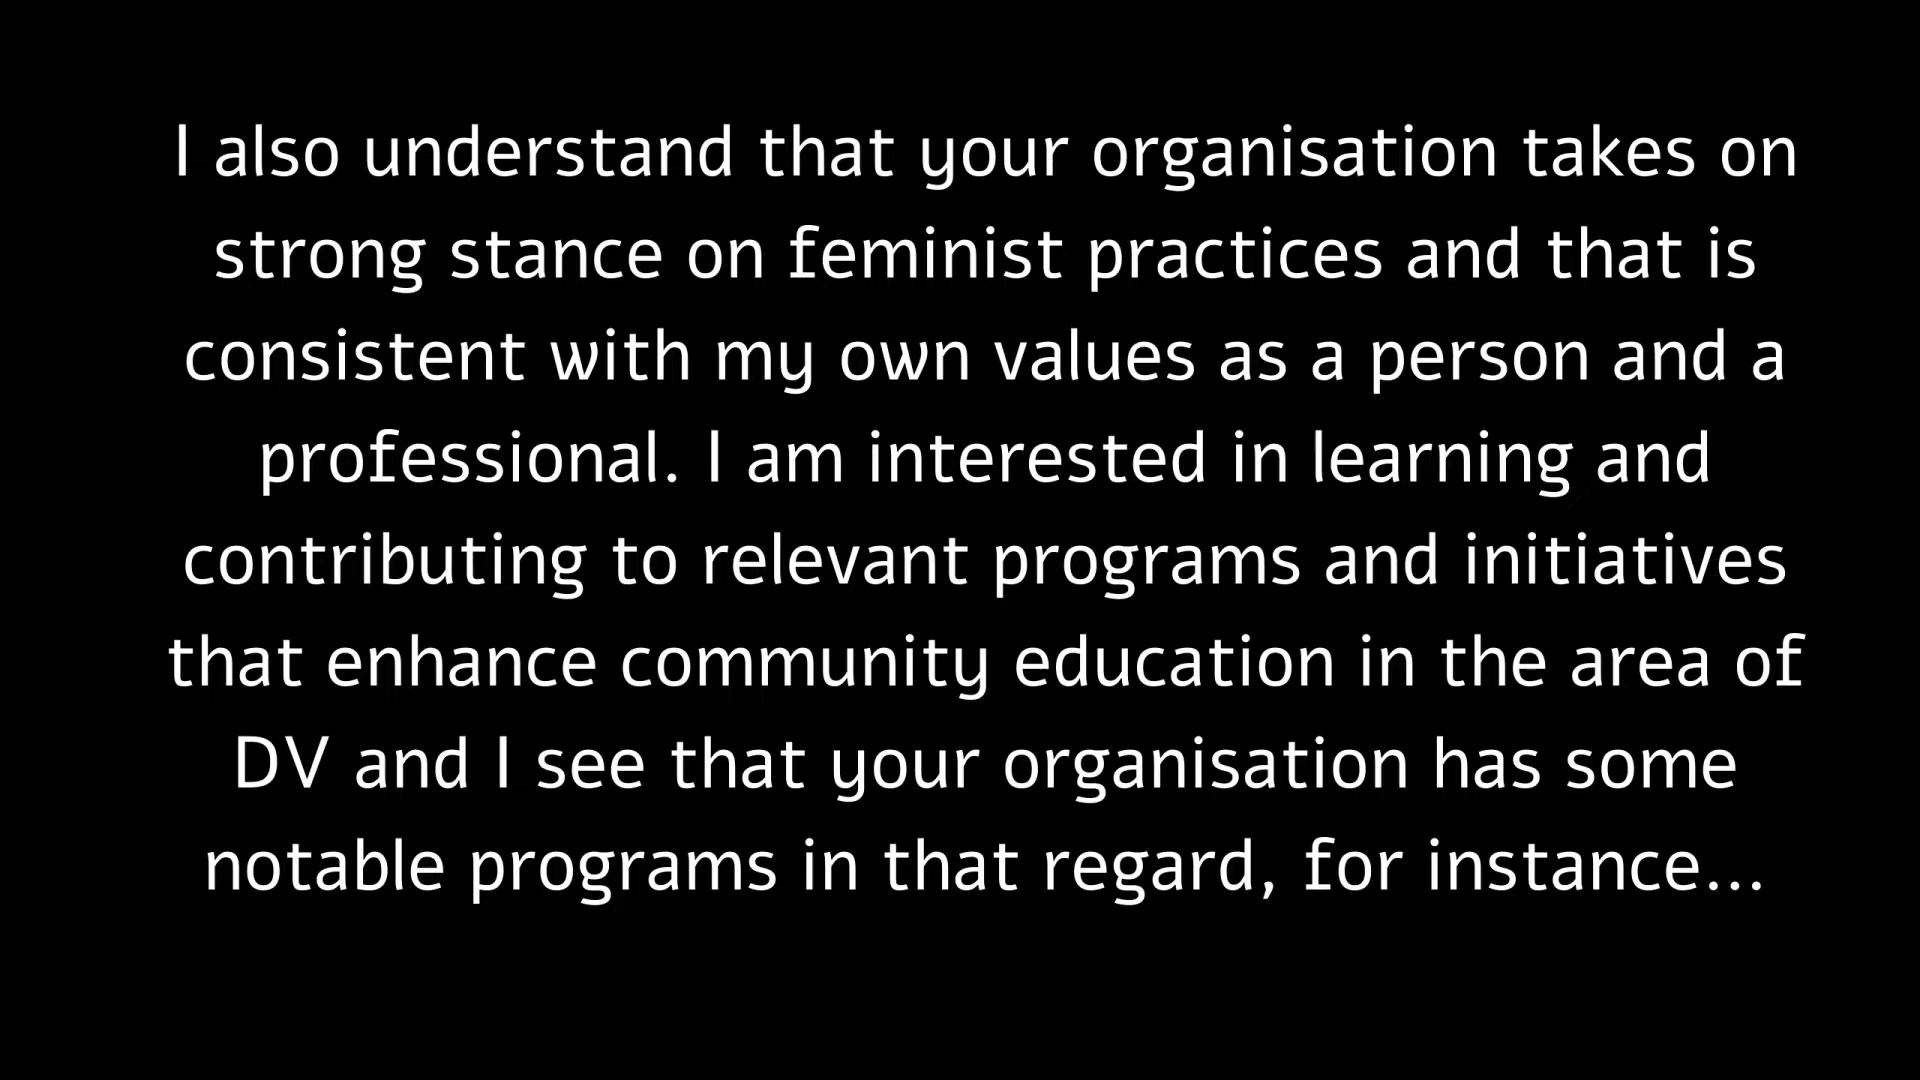 I also understand that your organisation takes on
strong stance on feminist practices and that is
consistent with my own values as a person and a
professional. I am interested in learning and
contributing to relevant programs and initiatives
that enhance community education in the area of
DV and I see that your organisation has some
notable programs in that regard, for instance...